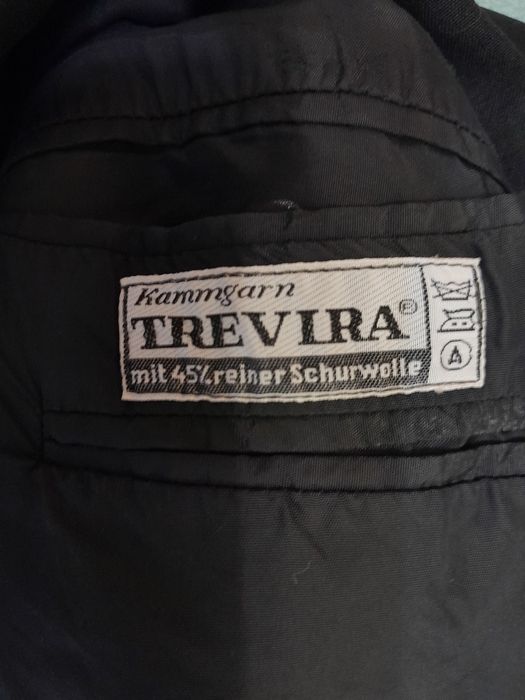 Kammgarn
TREVIRA®
mit 45% reiner Schurwolle
A